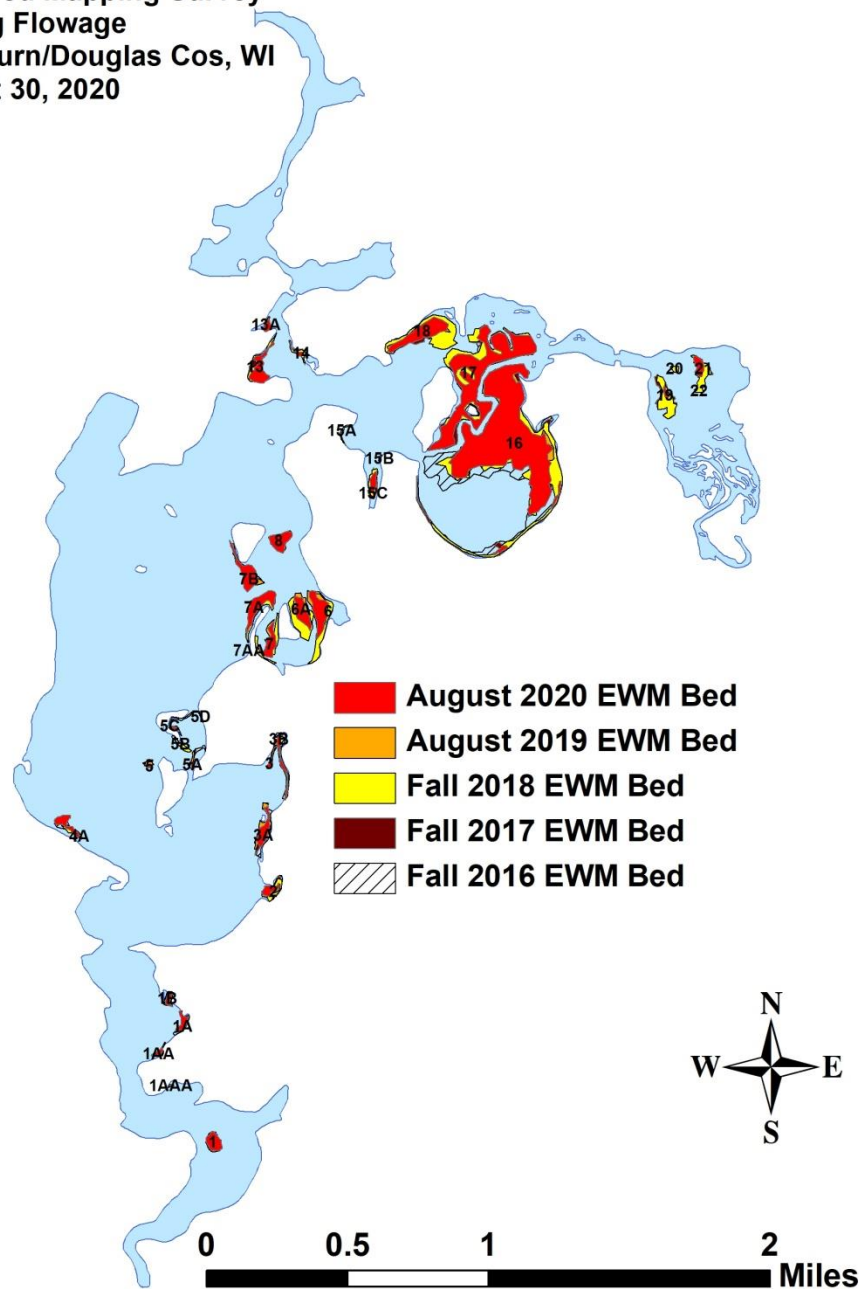 Flowage
Douglas Cos, WI
30, 2020
13A
13
14
18
17
16
20
21
19
22
15A
15B
15C
8
7B
7A
6A
6
7
7AA
5D
5C
5B
5
5A
3B
3
4A
3A
2
1B
1A
1AA
1AAA
1
August 2020 EWM Bed
August 2019 EWM Bed
Fall 2018 EWM Bed
Fall 2017 EWM Bed
Fall 2016 EWM Bed
N
W E
S
0 0.5 1 2
Miles